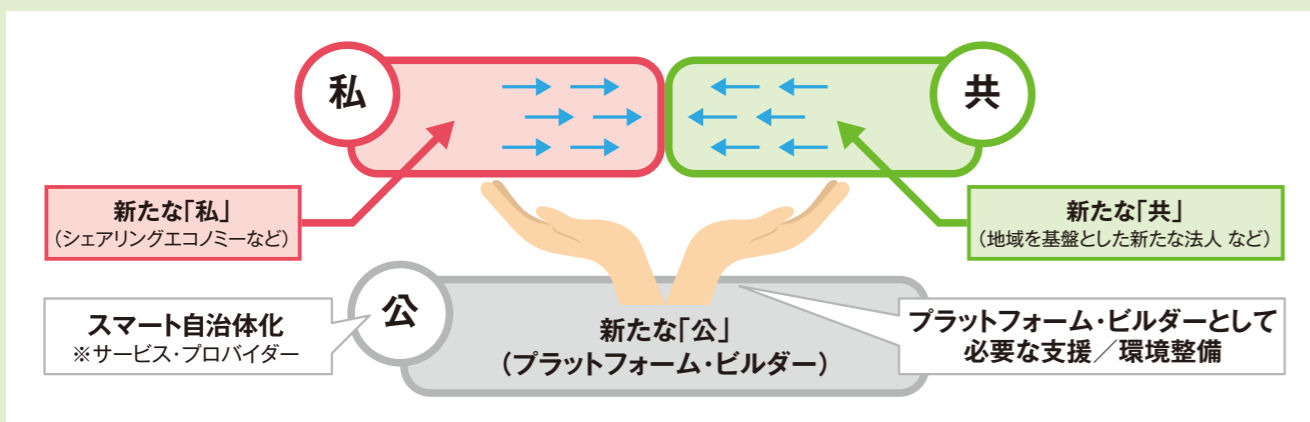 私
共
新たな「私」
（シェアリングエコノミーなど）
新たな「共」
（地域を基盤とした新たな法人 など）
公
スマート自治体化
※サービス・プロバイダー
新たな「公」
（プラットフォーム・ビルダー）
プラットフォーム・ビルダーとして
必要な支援／環境整備